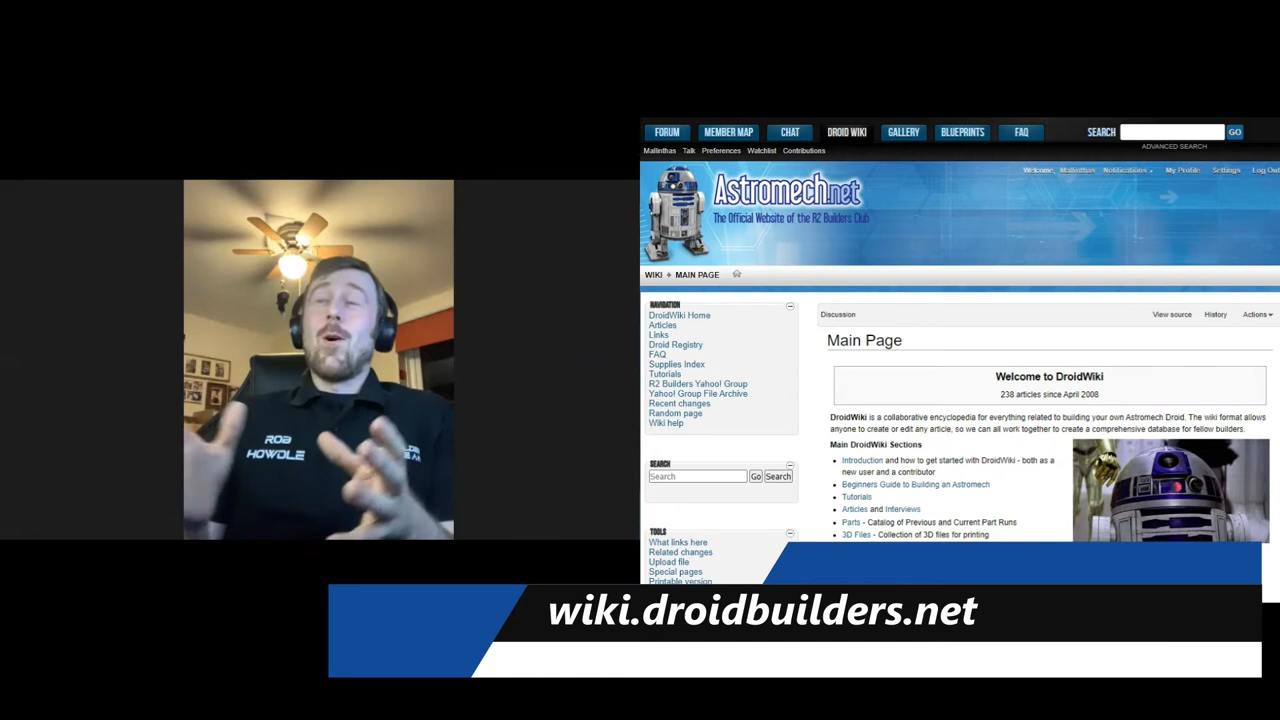 FORUM MEMBER MAP CHAT DROID WIKI GALLERY BLUEPRINTS FAQ SEARCH GO
ADVANCED SEARCH
Mallinthas Talk Preferences Watchlist Contributions
Welcome, Mallinthas Notifications My Profile Settings Log Out
Astromech.net
The Official Website of the R2 Builders Club
WIKI MAIN PAGE
NAVIGATION
DroidWiki Home
Articles
Links
Droid Registry
FAQ
Supplies Index
Tutorials
R2 Builders Yahoo! Group
Yahoo! Group File Archive
Recent changes
Random page
Wiki help
SEARCH
Search Go Search
TOOLS
What links here
Related changes
Upload file
Special pages
Printable version
Discussion View source History Actions
Main Page
Welcome to DroidWiki
238 articles since April 2008
DroidWiki is a collaborative encyclopedia for everything related to building your own Astromech Droid. The wiki format allows
anyone to create or edit any article, so we can all work together to create a comprehensive database for fellow builders.
Main DroidWiki Sections
Introduction and how to get started with DroidWiki - both as a
new user and a contributor
Beginners Guide to Building an Astromech
Tutorials
Articles and Interviews
Parts - Catalog of Previous and Current Part Runs
3D Files - Collection of 3D files for printing
ROB
HOWDLE
wiki.droidbuilders.net